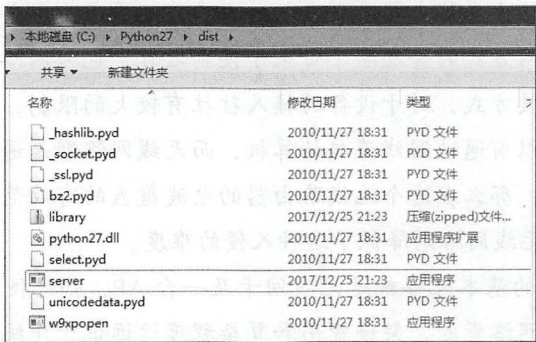 本地磁盘 (C:) ▸ Python27 ▸ dist ▸
共享 ▼ 新建文件夹
名称 修改日期 类型
_hashlib.pyd 2010/11/27 18:31 PYD 文件
_socket.pyd 2010/11/27 18:31 PYD 文件
_ssl.pyd 2010/11/27 18:31 PYD 文件
bz2.pyd 2010/11/27 18:31 PYD 文件
library 2017/12/25 21:23 压缩(zipped)文件...
python27.dll 2010/11/27 18:31 应用程序扩展
select.pyd 2010/11/27 18:31 PYD 文件
server 2017/12/25 21:23 应用程序
unicodedata.pyd 2010/11/27 18:31 PYD 文件
w9xpopen 2010/11/27 18:31 应用程序